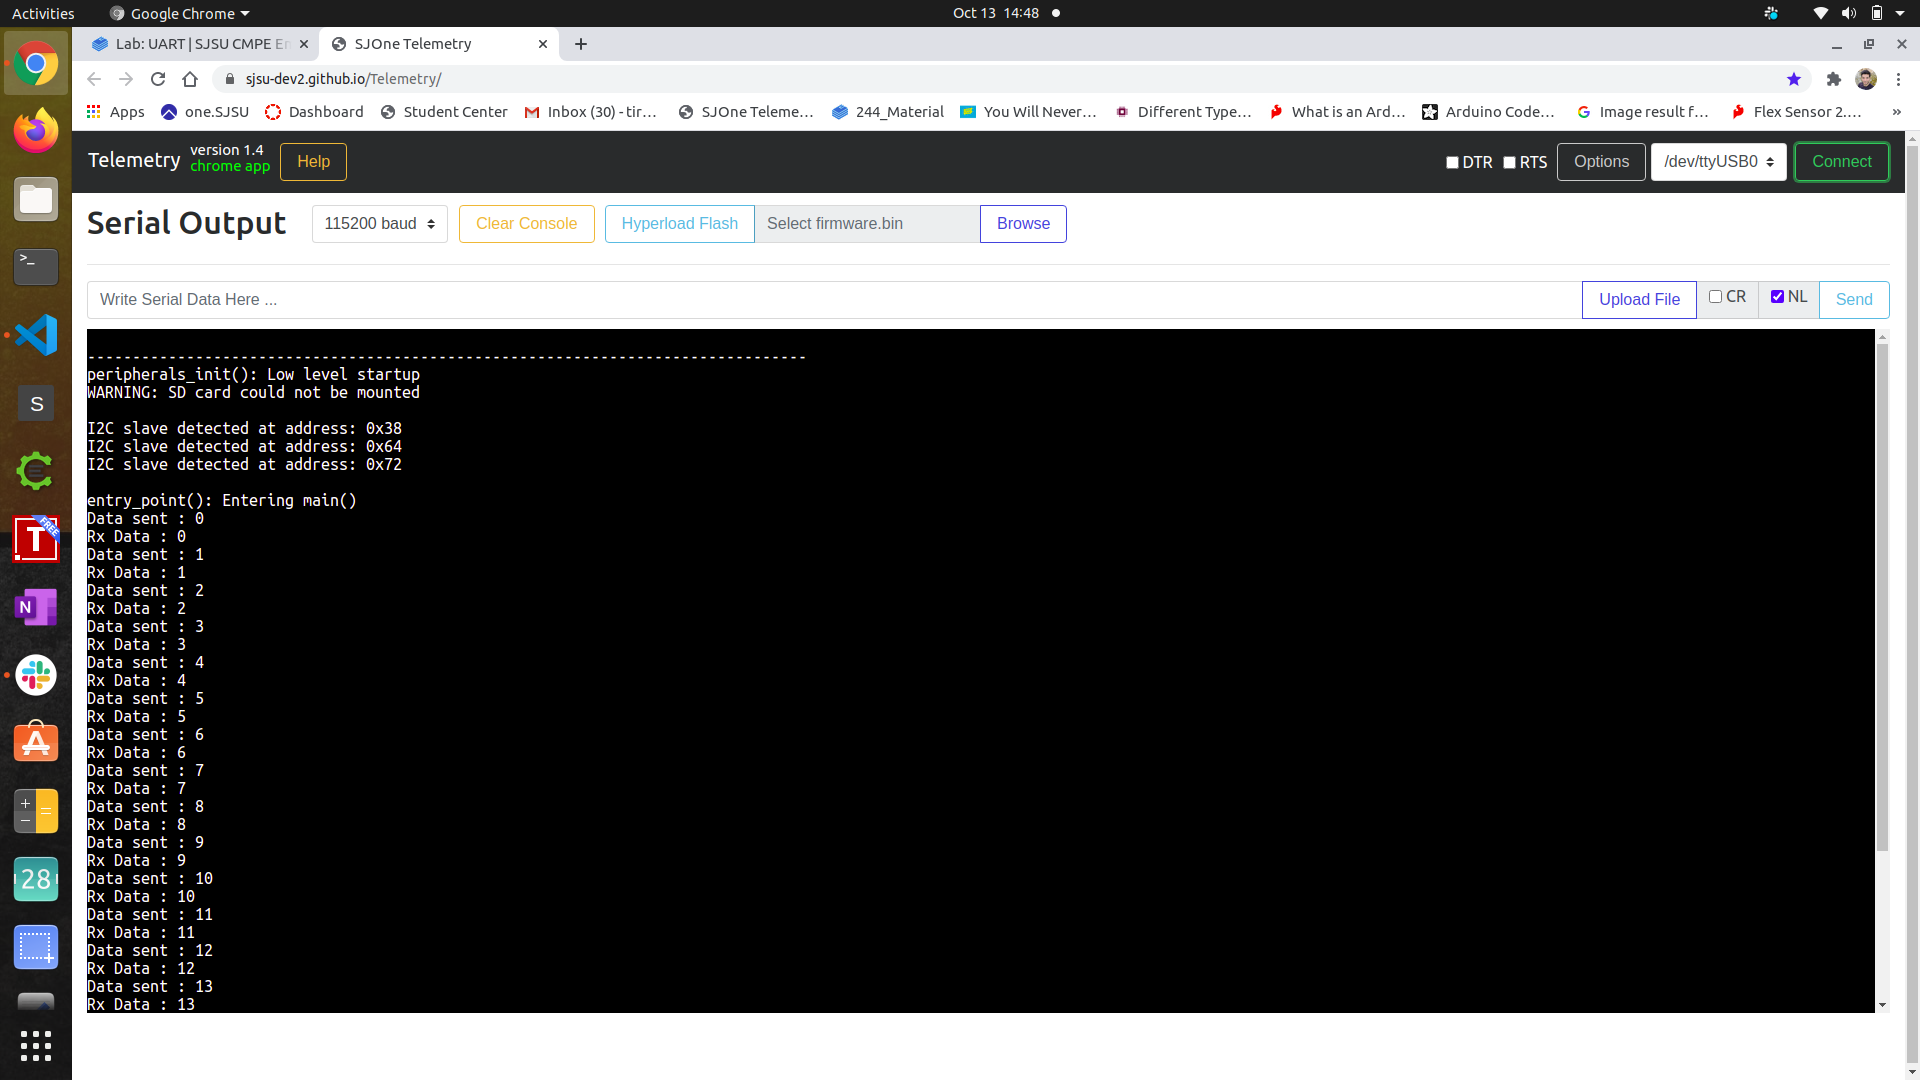 Activities
Google Chrome
Oct 13 14:48
Lab: UART | SJSU CMPE En
SJOne Telemetry
sjsu-dev2.github.io/Telemetry/
Apps
one.SJSU
Dashboard
Student Center
Inbox (30) - tir…
SJOne Teleme…
244_Material
You Will Never…
Different Type…
What is an Ard…
Arduino Code…
Image result f…
Flex Sensor 2.…
»
Telemetry
version 1.4
chrome app
Help
DTR
RTS
Options
/dev/ttyUSB0
Connect
Serial Output
115200 baud
Clear Console
Hyperload Flash
Select firmware.bin
Browse
Write Serial Data Here ...
Upload File
CR
NL
Send
--------------------------------------------------------------------------------
peripherals_init(): Low level startup
WARNING: SD card could not be mounted
I2C slave detected at address: 0x38
I2C slave detected at address: 0x64
I2C slave detected at address: 0x72
entry_point(): Entering main()
Data sent : 0
Rx Data : 0
Data sent : 1
Rx Data : 1
Data sent : 2
Rx Data : 2
Data sent : 3
Rx Data : 3
Data sent : 4
Rx Data : 4
Data sent : 5
Rx Data : 5
Data sent : 6
Rx Data : 6
Data sent : 7
Rx Data : 7
Data sent : 8
Rx Data : 8
Data sent : 9
Rx Data : 9
Data sent : 10
Rx Data : 10
Data sent : 11
Rx Data : 11
Data sent : 12
Rx Data : 12
Data sent : 13
Rx Data : 13
>_
S
T
FREE
N
28